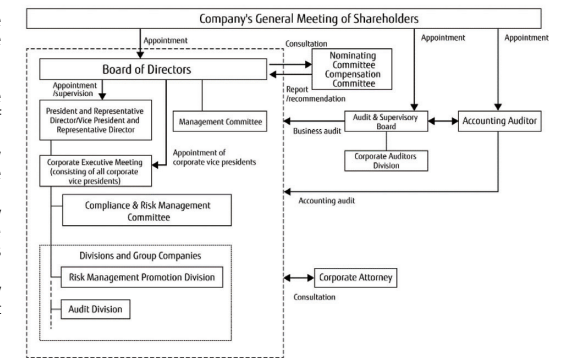 Company's General Meeting of Shareholders
Appointment
Appointment
Appointment
Consultation
Board of Directors
Nominating
Committee
Compensation
Committee
Report
/recommendation
Appointment
/supervision
President and Representative
Director/Vice President and
Representative Director
Management Committee
Business audit
Audit & Supervisory
Board
Accounting Auditor
Corporate Auditors
Division
Appointment of
corporate vice presidents
Corporate Executive Meeting
(consisting of all corporate
vice presidents)
Accounting audit
Compliance & Risk Management
Committee
Divisions and Group Companies
Risk Management Promotion Division
Corporate Attorney
Consultation
Audit Division